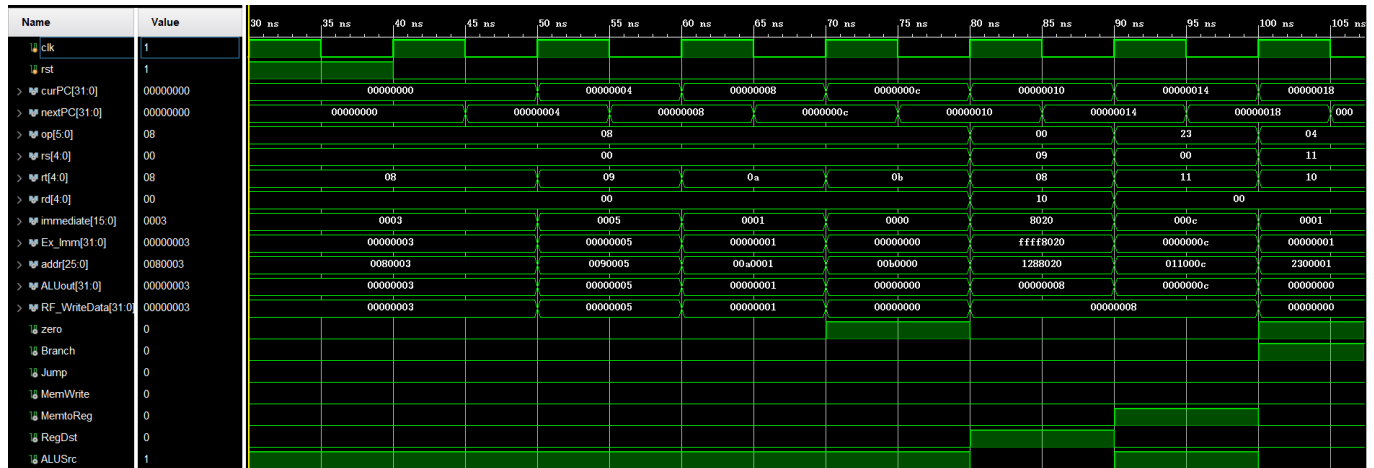 Name Value 30 ns 35 ns 40 ns 45 ns 50 ns 55 ns 60 ns 65 ns 70 ns 75 ns 80 ns 85 ns 90 ns 95 ns 100 ns 105 ns
clk 1
rst 1
curPC[31:0] 00000000 00000000 00000004 00000008 0000000c 00000010 00000014 00000018
nextPC[31:0] 00000000 00000000 00000004 00000008 0000000c 00000010 00000014 00000018 000
op[5:0] 08 08 00 23 04
rs[4:0] 00 00 09 00 11
rt[4:0] 08 08 09 0a 0b 08 11 10
rd[4:0] 00 00 10 00
immediate[15:0] 0003 0003 0005 0001 0000 8020 000c 0001
Ex_Imm[31:0] 00000003 00000003 00000005 00000001 00000000 ffff8020 0000000c 00000001
addr[25:0] 0080003 0080003 0090005 00a0001 00b0000 1288020 011000c 2300001
ALUout[31:0] 00000003 00000003 00000005 00000001 00000000 00000008 0000000c 00000000
RF_WriteData[31:0] 00000003 00000003 00000005 00000001 00000000 00000008 00000000
zero 0
Branch 0
Jump 0
MemWrite 0
MemtoReg 0
RegDst 0
ALUSrc 1